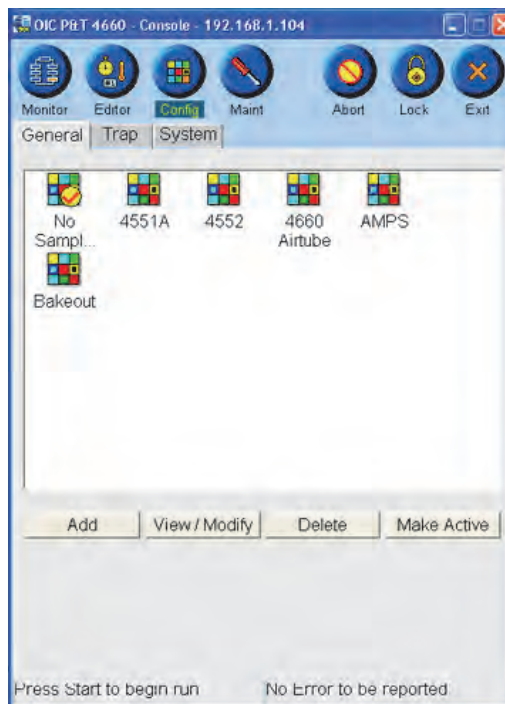 OIC P&T 4660 - Console - 192.168.1.104
Monitor Editor Config Maint Abort Lock Exit
General Trap System
No Sampl... 4551A 4552 4660 Airtube AMPS
Bakeout
Add View / Modify Delete Make Active
Press Start to begin run No Error to be reported